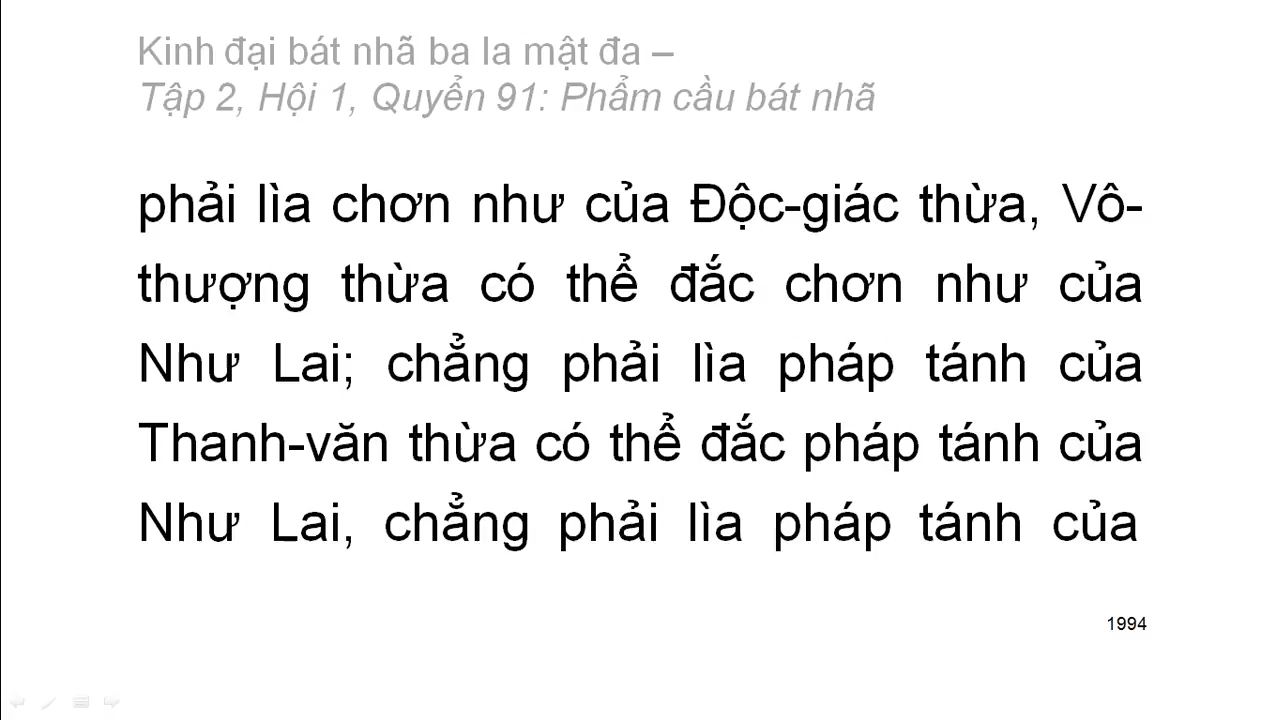 Kinh đại bát nhã ba la mật đa –
Tập 2, Hội 1, Quyển 91: Phẩm cầu bát nhã
phải lìa chơn như của Độc-giác thừa, Vô-
thượng thừa có thể đắc chơn như của
Như Lai; chẳng phải lìa pháp tánh của
Thanh-văn thừa có thể đắc pháp tánh của
Như Lai, chẳng phải lìa pháp tánh của
1994